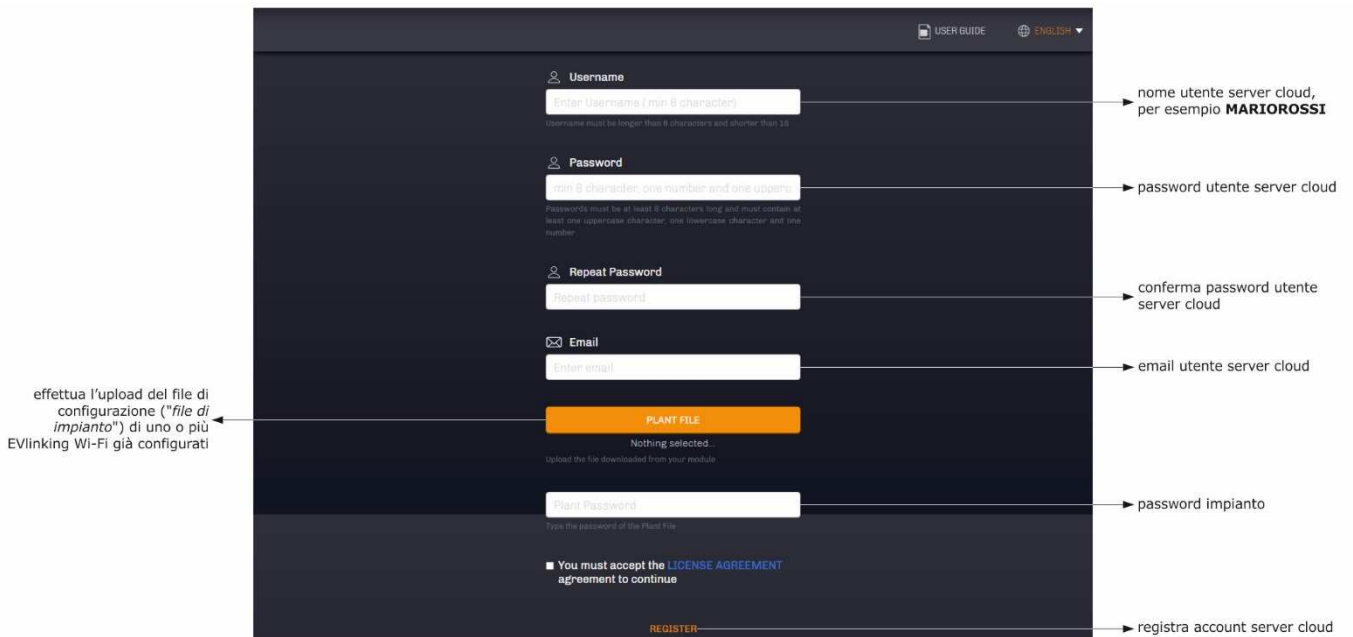 USER GUIDE
ENGLISH
Username
Enter Username ( min 8 character)
Username must be longer than 6 characters and shorter than 16
nome utente server cloud,
per esempio MARIOROSSI
Password
min 8 character, one number and one upperc
Passwords must be at least 8 characters long and must contain at
least one uppercase character, one lowercase character and one
number
password utente server cloud
Repeat Password
Repeat password
conferma password utente
server cloud
Email
Enter email
email utente server cloud
effettua l'upload del file di
configurazione ("file di
impianto") di uno o più
EVlinking Wi-Fi già configurati
PLANT FILE
Nothing selected...
Upload the file downloaded from your module
Plant Password
Type the password of the Plant File
password impianto
You must accept the LICENSE AGREEMENT
agreement to continue
REGISTER
registra account server cloud